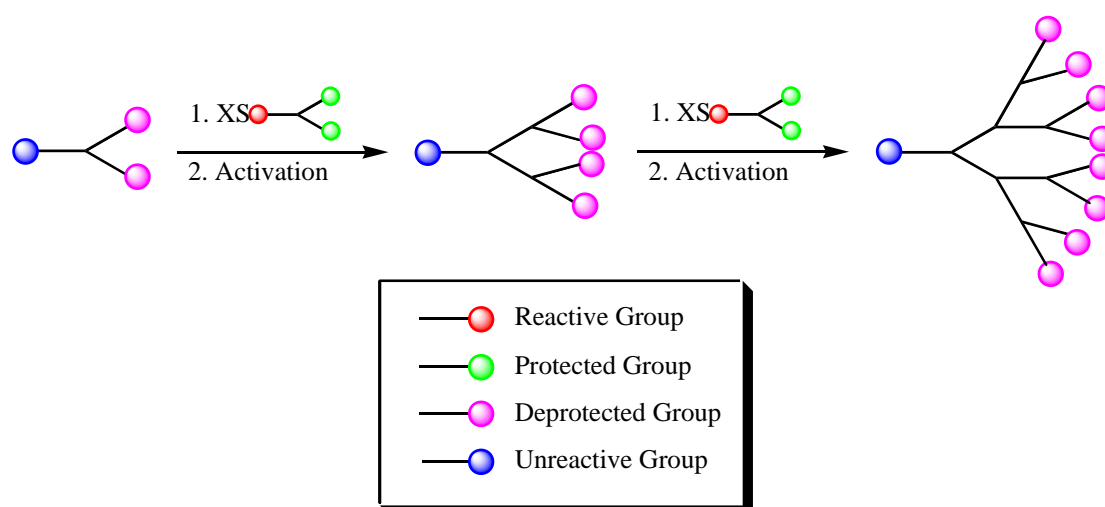 1. XS
2. Activation
1. XS
2. Activation
Reactive Group
Protected Group
Deprotected Group
Unreactive Group